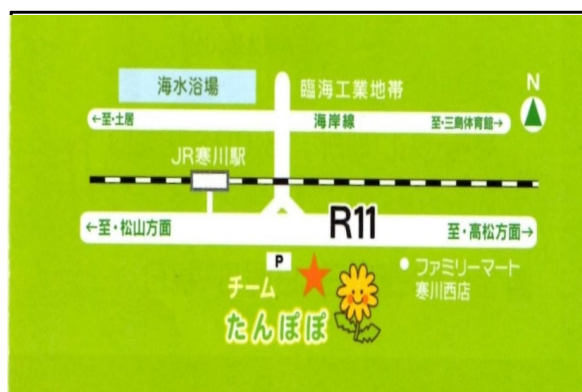 海水浴場
臨海工業地帯
N
←至・土居
海岸線
至・三島体育館→
JR寒川駅
R11
←至・松山方面
至・高松方面→
P
ファミリーマート
寒川西店
チーム
たんぽぽ